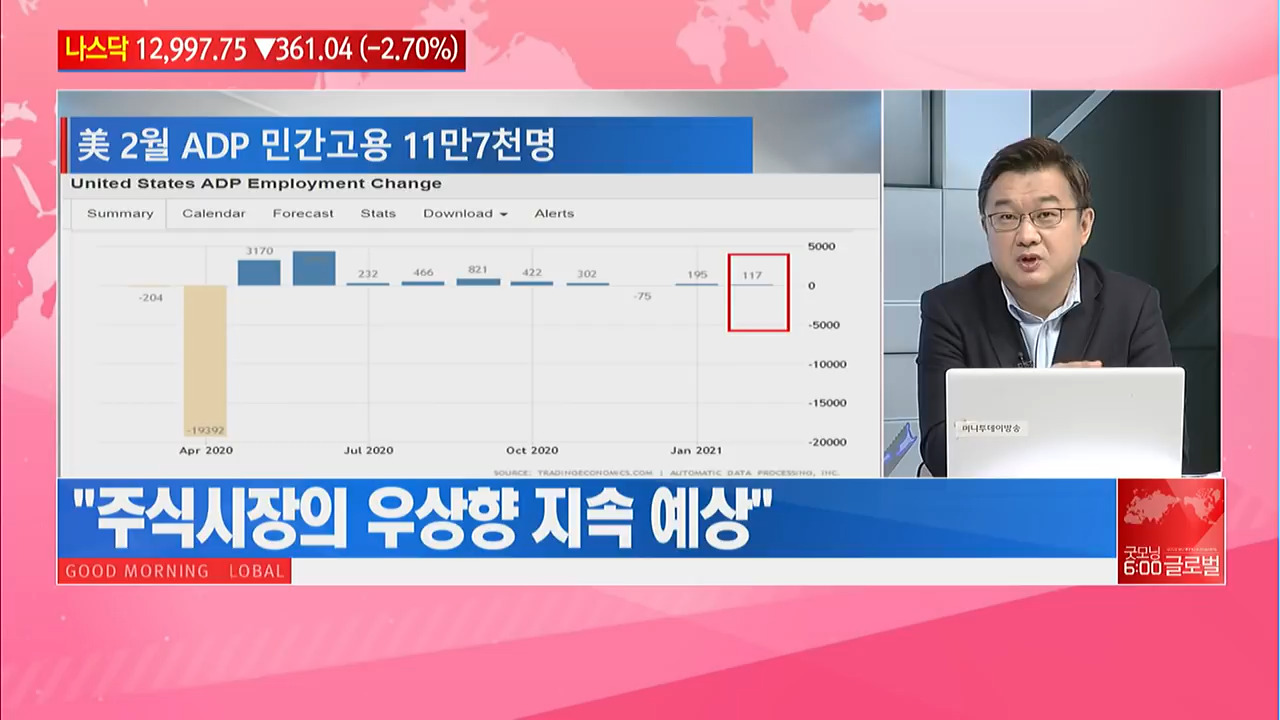 나스닥 12,997.75 ▼361.04 (-2.70%)
美 2월 ADP 민간고용 11만7천명
United States ADP Employment Change
Summary Calendar Forecast Stats Download Alerts
5000
0
-5000
-10000
-15000
-20000
-204
-19392
3170
232
466
821
422
302
-75
195
117
Apr 2020 Jul 2020 Oct 2020 Jan 2021
SOURCE: TRADINGECONOMICS.COM | AUTOMATIC DATA PROCESSING, INC.
머니투데이방송
"주식시장의 우상향 지속 예상"
GOOD MORNING LOBAL
굿모닝
6:00 글로벌